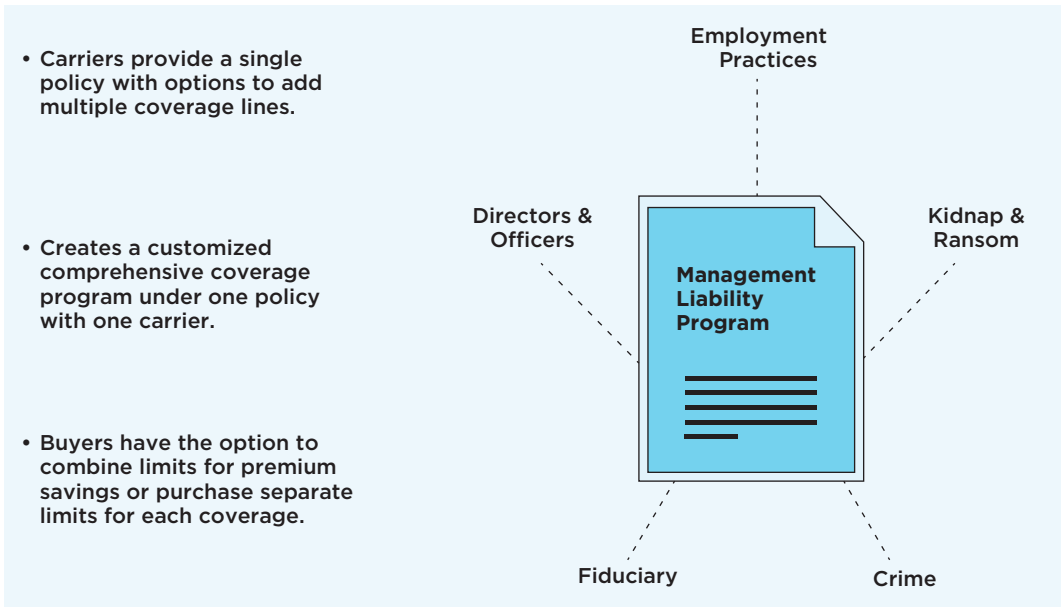 • Carriers provide a single
policy with options to add
multiple coverage lines.
• Creates a customized
comprehensive coverage
program under one policy
with one carrier.
• Buyers have the option to
combine limits for premium
savings or purchase separate
limits for each coverage.
Employment
Practices
Directors &
Officers
Kidnap &
Ransom
Management
Liability
Program
Fiduciary
Crime